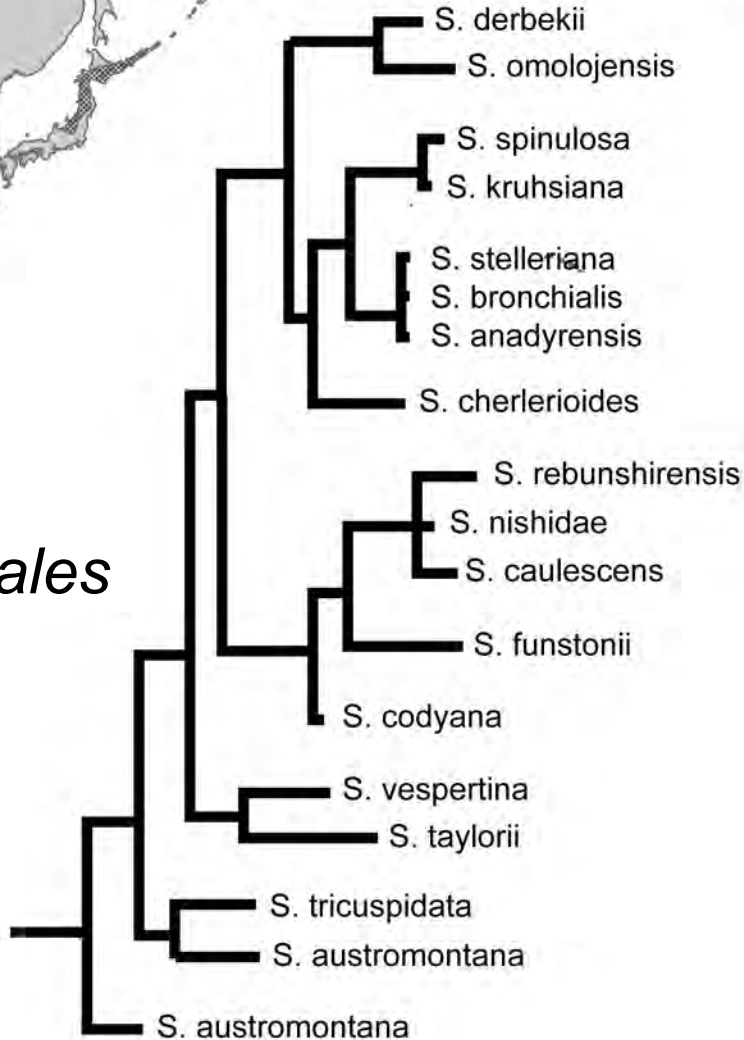 S. derbekii
S. omolojensis
S. spinulosa
S. kruhsiana
S. stelleriana
S. bronchialis
S. anadyrensis
S. cherlerioides
S. rebunshirensis
S. nishidae
ales
S. caulescens
S. funstonii
S. codyana
S. vespertina
S. taylorii
S. tricuspidata
S. austromontana
S. austromontana